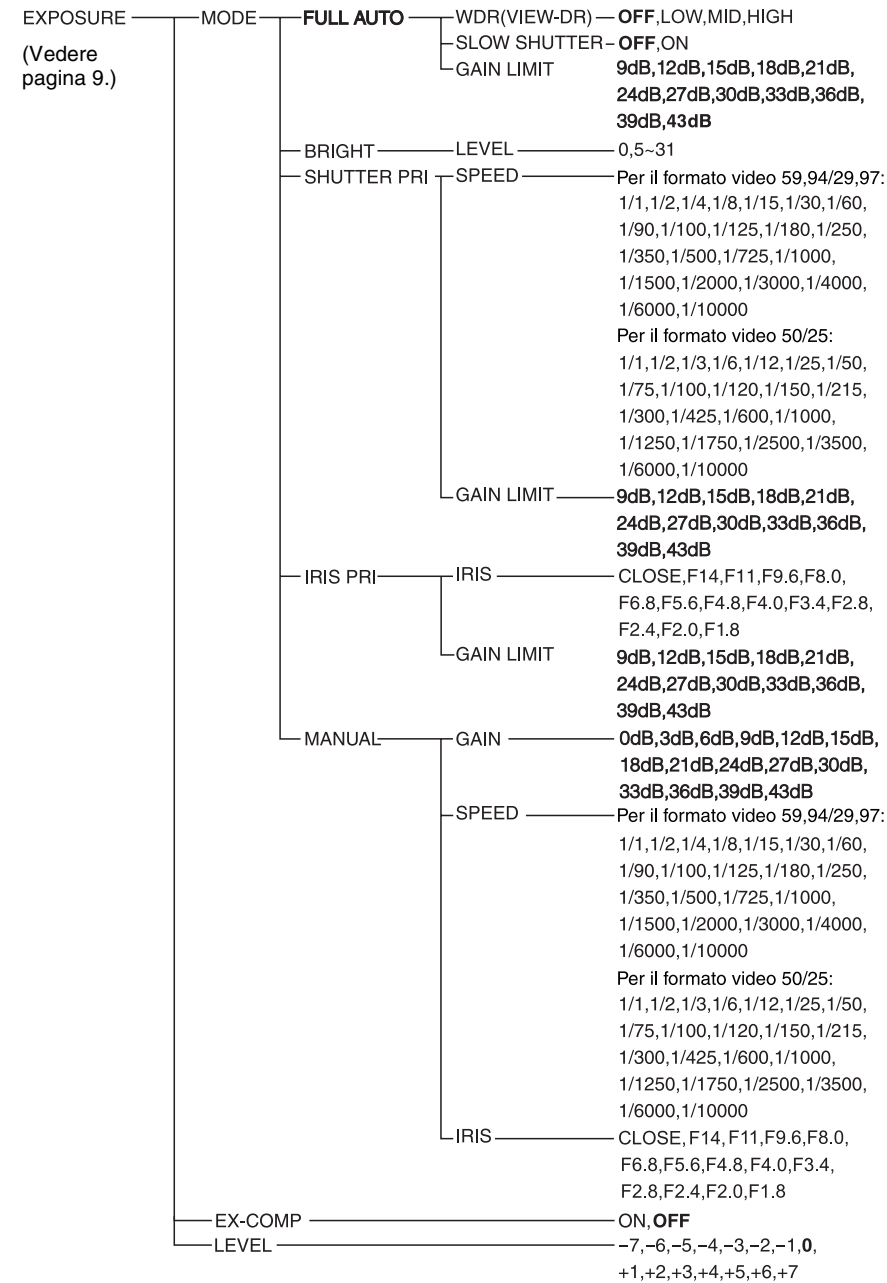 EXPOSURE MODE FULL AUTO WDR(VIEW-DR) OFF,LOW,MID,HIGH
(Vedere
pagina 9.)
SLOW SHUTTER OFF,ON
GAIN LIMIT 9dB,12dB,15dB,18dB,21dB,
24dB,27dB,30dB,33dB,36dB,
39dB,43dB
BRIGHT LEVEL 0,5~31
SHUTTER PRI SPEED Per il formato video 59,94/29,97:
1/1,1/2,1/4,1/8,1/15,1/30,1/60,
1/90,1/100,1/125,1/180,1/250,
1/350,1/500,1/725,1/1000,
1/1500,1/2000,1/3000,1/4000,
1/6000,1/10000
Per il formato video 50/25:
1/1,1/2,1/3,1/6,1/12,1/25,1/50,
1/75,1/100,1/120,1/150,1/215,
1/300,1/425,1/600,1/1000,
1/1250,1/1750,1/2500,1/3500,
1/6000,1/10000
GAIN LIMIT 9dB,12dB,15dB,18dB,21dB,
24dB,27dB,30dB,33dB,36dB,
39dB,43dB
IRIS PRI IRIS CLOSE,F14,F11,F9.6,F8.0,
F6.8,F5.6,F4.8,F4.0,F3.4,F2.8,
F2.4,F2.0,F1.8
GAIN LIMIT 9dB,12dB,15dB,18dB,21dB,
24dB,27dB,30dB,33dB,36dB,
39dB,43dB
MANUAL GAIN 0dB,3dB,6dB,9dB,12dB,15dB,
18dB,21dB,24dB,27dB,30dB,
33dB,36dB,39dB,43dB
SPEED Per il formato video 59,94/29,97:
1/1,1/2,1/4,1/8,1/15,1/30,1/60,
1/90,1/100,1/125,1/180,1/250,
1/350,1/500,1/725,1/1000,
1/1500,1/2000,1/3000,1/4000,
1/6000,1/10000
Per il formato video 50/25:
1/1,1/2,1/3,1/6,1/12,1/25,1/50,
1/75,1/100,1/120,1/150,1/215,
1/300,1/425,1/600,1/1000,
1/1250,1/1750,1/2500,1/3500,
1/6000,1/10000
IRIS CLOSE,F14,F11,F9.6,F8.0,
F6.8,F5.6,F4.8,F4.0,F3.4,
F2.8,F2.4,F2.0,F1.8
EX-COMP ON,OFF
LEVEL −7,−6,−5,−4,−3,−2,−1,0,
+1,+2,+3,+4,+5,+6,+7